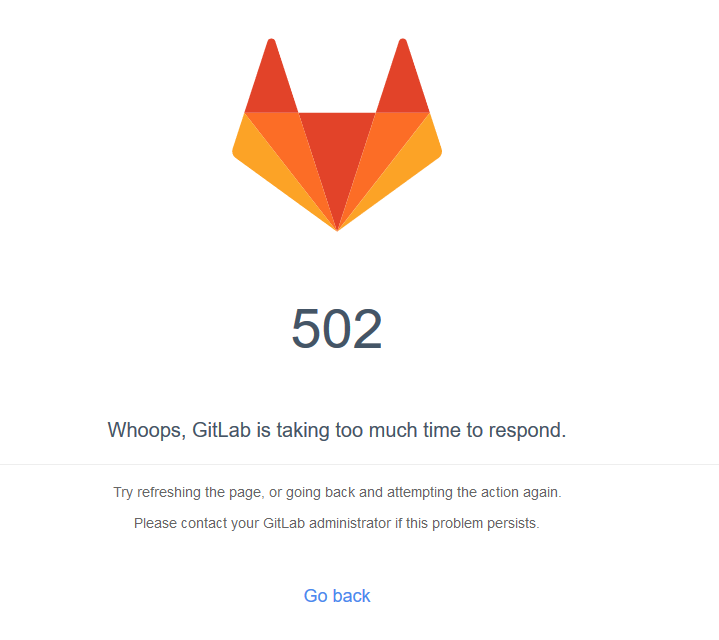 502
Whoops, GitLab is taking too much time to respond.
Try refreshing the page, or going back and attempting the action again.
Please contact your GitLab administrator if this problem persists.
Go back